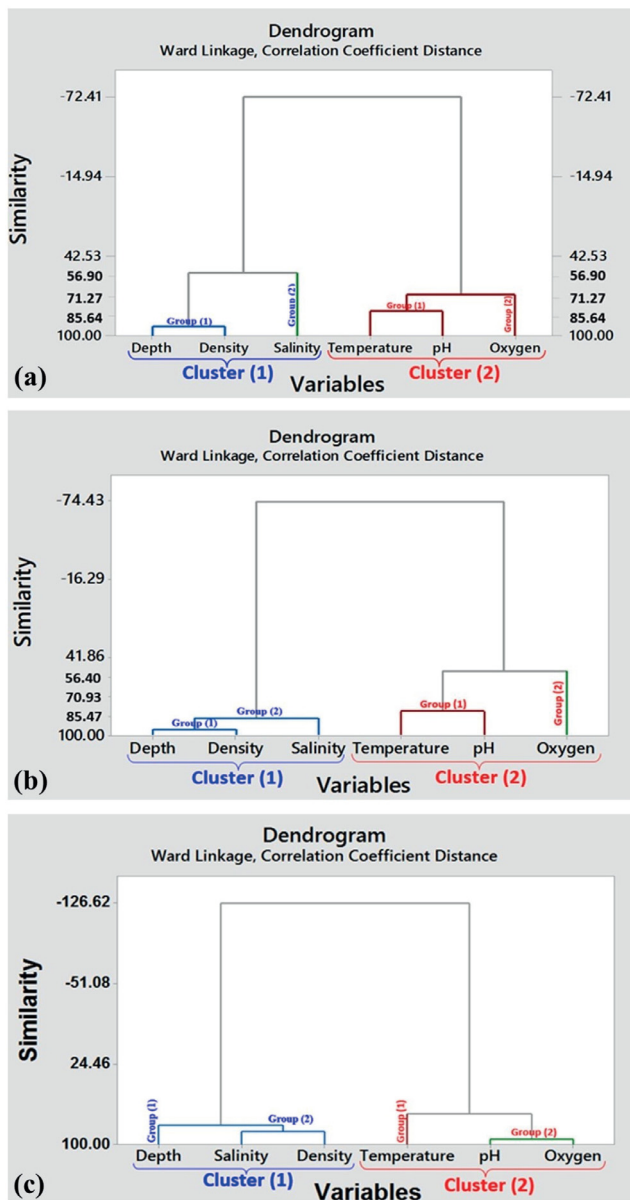 Dendrogram
Ward Linkage, Correlation Coefficient Distance
Similarity
-72.41
-72.41
-14.94
-14.94
42.53
42.53
56.90
56.90
71.27
71.27
85.64
85.64
100.00
100.00
Group (1)
Group (2)
Group (1)
Group (2)
Depth Density Salinity Temperature pH Oxygen
Cluster (1) Cluster (2)
(a) Variables
Dendrogram
Ward Linkage, Correlation Coefficient Distance
Similarity
-74.43
-16.29
41.86
56.40
70.93
85.47
100.00
Group (1)
Group (2)
Group (1)
Group (2)
Depth Density Salinity Temperature pH Oxygen
Cluster (1) Cluster (2)
(b) Variables
Dendrogram
Ward Linkage, Correlation Coefficient Distance
Similarity
-126.62
-51.08
24.46
100.00
Group (1)
Group (2)
Group (1)
Group (2)
Depth Salinity Density Temperature pH Oxygen
Cluster (1) Cluster (2)
(c) Variables